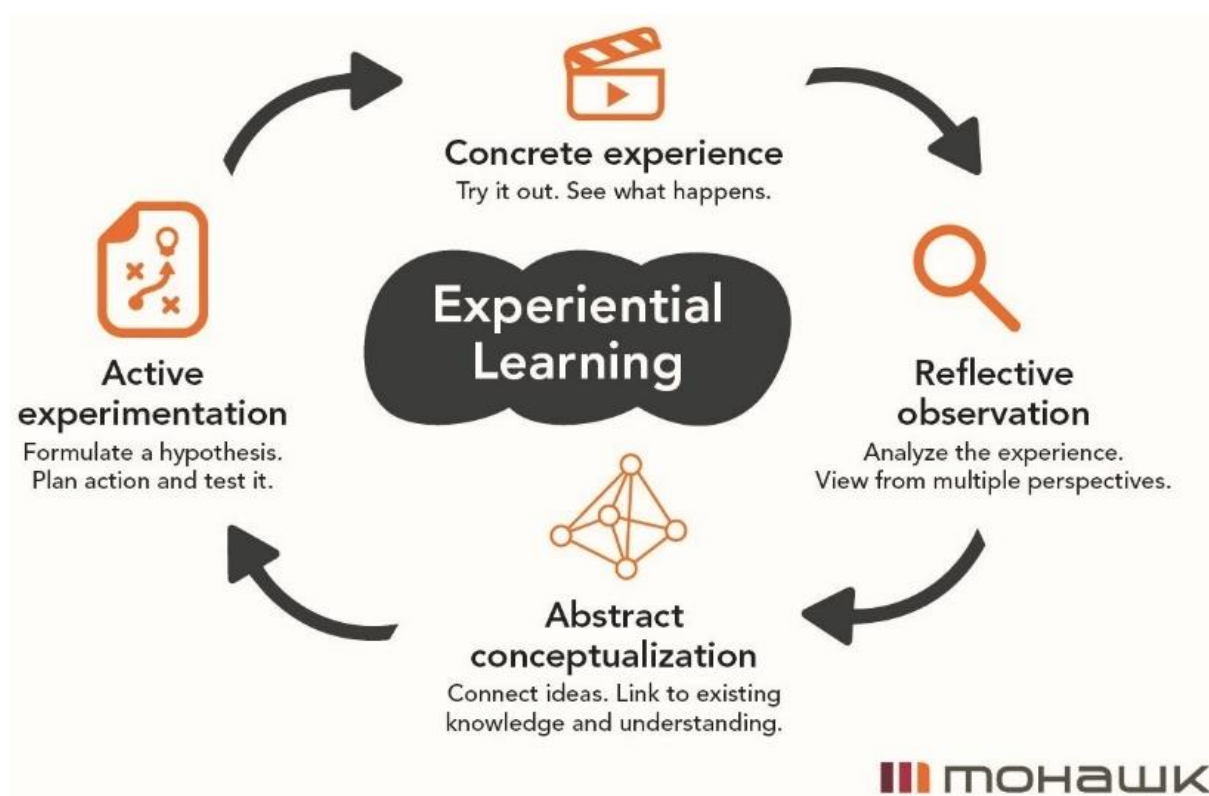 Concrete experience
Try it out. See what happens.
Experiential
Learning
Reflective
observation
Analyze the experience.
View from multiple perspectives.
Abstract
conceptualization
Connect ideas. Link to existing
knowledge and understanding.
Active
experimentation
Formulate a hypothesis.
Plan action and test it.
mohawk